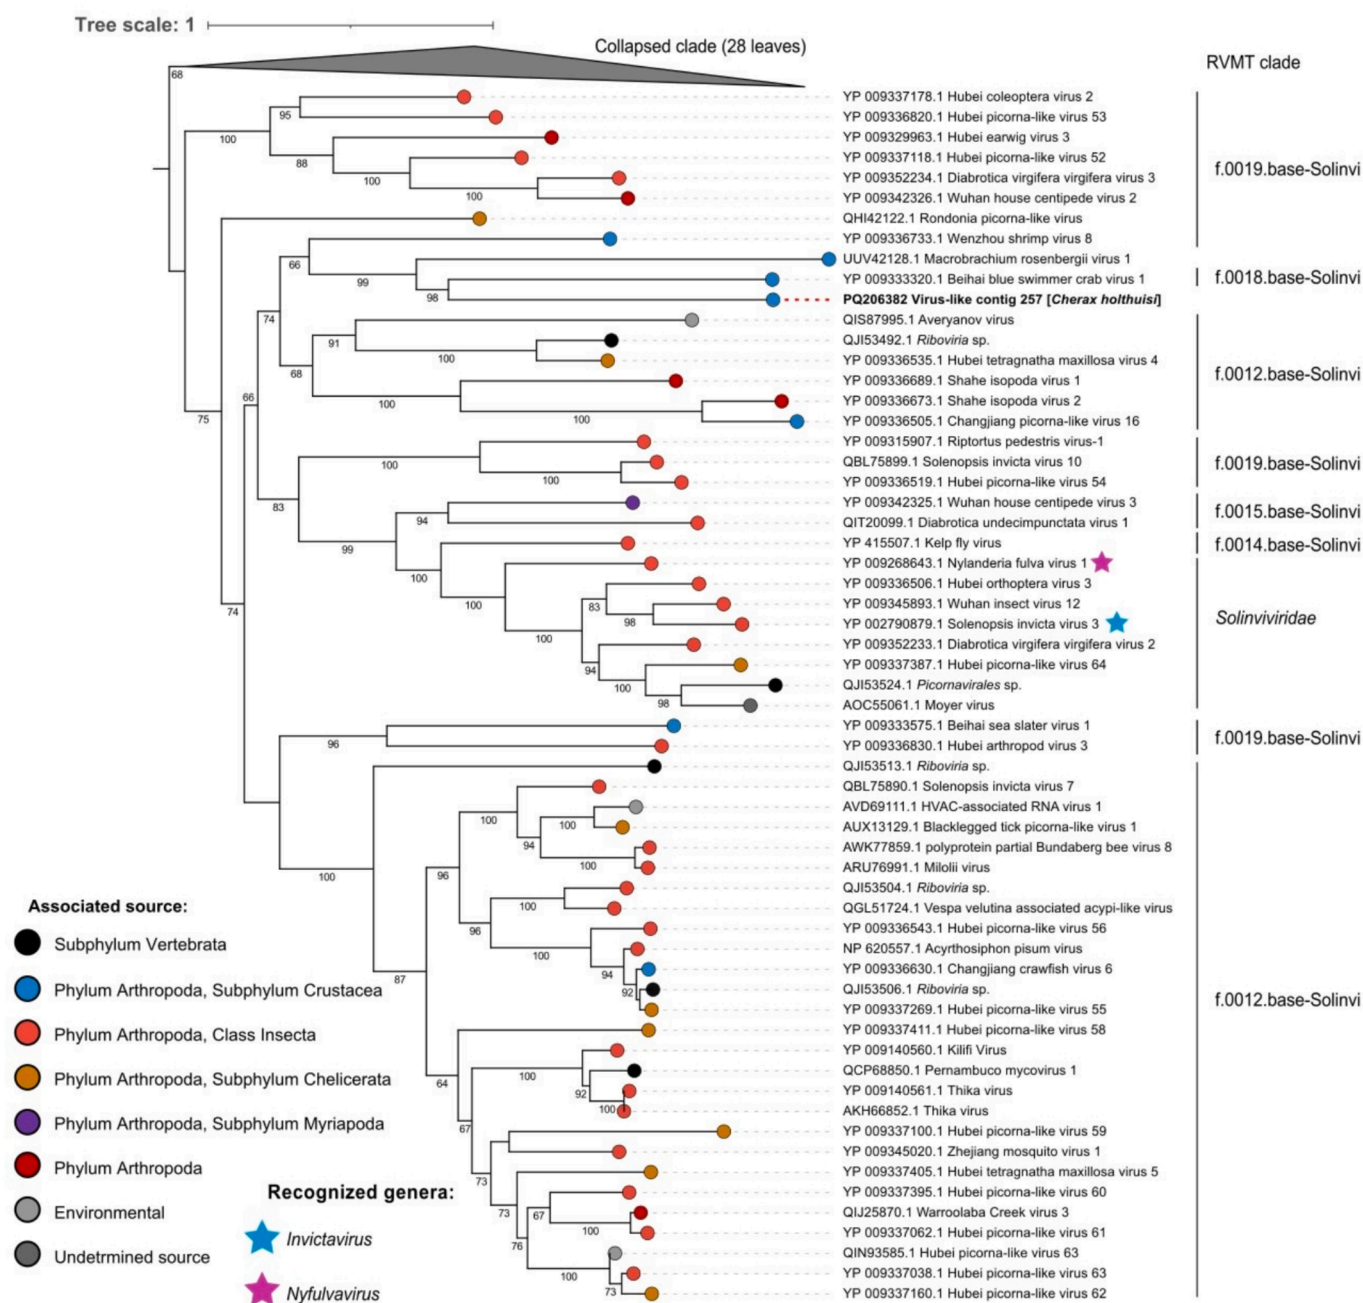 Tree scale: 1
Collapsed clade (28 leaves)
RVMT clade
68
YP 009337178.1 Hubei coleoptera virus 2
95
YP 009336820.1 Hubei picorna-like virus 53
100
YP 009329963.1 Hubei earwig virus 3
88
YP 009337118.1 Hubei picorna-like virus 52
f.0019.base-Solinvi
100
YP 009352234.1 Diabrotica virgifera virgifera virus 3
100
YP 009342326.1 Wuhan house centipede virus 2
QHI42122.1 Rondonia picorna-like virus
YP 009336733.1 Wenzhou shrimp virus 8
66
UUV42128.1 Macrobrachium rosenbergii virus 1
99
YP 009333320.1 Beihai blue swimmer crab virus 1
f.0018.base-Solinvi
98
PQ206382 Virus-like contig 257 [Cherax holthuisi]
74
QIS87995.1 Averyanov virus
91
QJI53492.1 Riboviria sp.
100
YP 009336535.1 Hubei tetragnatha maxillosa virus 4
68
f.0012.base-Solinvi
YP 009336689.1 Shahe isopoda virus 1
100
66
YP 009336673.1 Shahe isopoda virus 2
75
100
YP 009336505.1 Changjiang picorna-like virus 16
YP 009315907.1 Riptortus pedestris virus-1
100
QBL75899.1 Solenopsis invicta virus 10
f.0019.base-Solinvi
100
YP 009336519.1 Hubei picorna-like virus 54
83
YP 009342325.1 Wuhan house centipede virus 3
f.0015.base-Solinvi
94
QIT20099.1 Diabrotica undecimpunctata virus 1
99
YP 415507.1 Kelp fly virus
f.0014.base-Solinvi
100
YP 009268643.1 Nylanderia fulva virus 1
100
YP 009336506.1 Hubei orthoptera virus 3
83
YP 009345893.1 Wuhan insect virus 12
74
98
Solinviviridae
YP 002790879.1 Solenopsis invicta virus 3
100
YP 009352233.1 Diabrotica virgifera virgifera virus 2
94
YP 009337387.1 Hubei picorna-like virus 64
100
QJI53524.1 Picornavirales sp.
98
AOC55061.1 Moyer virus
YP 009333575.1 Beihai sea slater virus 1
96
f.0019.base-Solinvi
YP 009336830.1 Hubei arthropod virus 3
QJI53513.1 Riboviria sp.
QBL75890.1 Solenopsis invicta virus 7
100
AVD69111.1 HVAC-associated RNA virus 1
100
AUX13129.1 Blacklegged tick picorna-like virus 1
94
AWK77859.1 polyprotein partial Bundaberg bee virus 8
100
ARU76991.1 Milolii virus
100
96
QJI53504.1 Riboviria sp.
100
QGL51724.1 Vespa velutina associated acypi-like virus
96
YP 009336543.1 Hubei picorna-like virus 56
100
NP 620557.1 Acyrthosiphon pisum virus
94
YP 009336630.1 Changjiang crawfish virus 6
87
92
QJI53506.1 Riboviria sp.
f.0012.base-Solinvi
YP 009337269.1 Hubei picorna-like virus 55
YP 009337411.1 Hubei picorna-like virus 58
YP 009140560.1 Kilifi Virus
100
QCP68850.1 Pernambuco mycovirus 1
64
92
YP 009140561.1 Thika virus
100
AKH66852.1 Thika virus
67
YP 009337100.1 Hubei picorna-like virus 59
YP 009345020.1 Zhejiang mosquito virus 1
73
YP 009337405.1 Hubei tetragnatha maxillosa virus 5
73
YP 009337395.1 Hubei picorna-like virus 60
67
QIJ25870.1 Warroolaba Creek virus 3
100
YP 009337062.1 Hubei picorna-like virus 61
76
QIN93585.1 Hubei picorna-like virus 63
100
YP 009337038.1 Hubei picorna-like virus 63
73
YP 009337160.1 Hubei picorna-like virus 62
Associated source:
Subphylum Vertebrata
Phylum Arthropoda, Subphylum Crustacea
Phylum Arthropoda, Class Insecta
Phylum Arthropoda, Subphylum Chelicerata
Phylum Arthropoda, Subphylum Myriapoda
Phylum Arthropoda
Environmental
Undetrmined source
Recognized genera:
Invictavirus
Nyfulvavirus